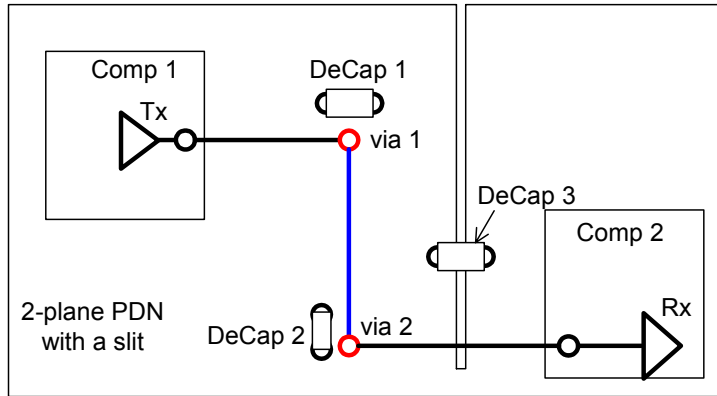 Comp 1
DeCap 1
Tx
via 1
DeCap 3
Comp 2
2-plane PDN
with a slit
DeCap 2
via 2
Rx